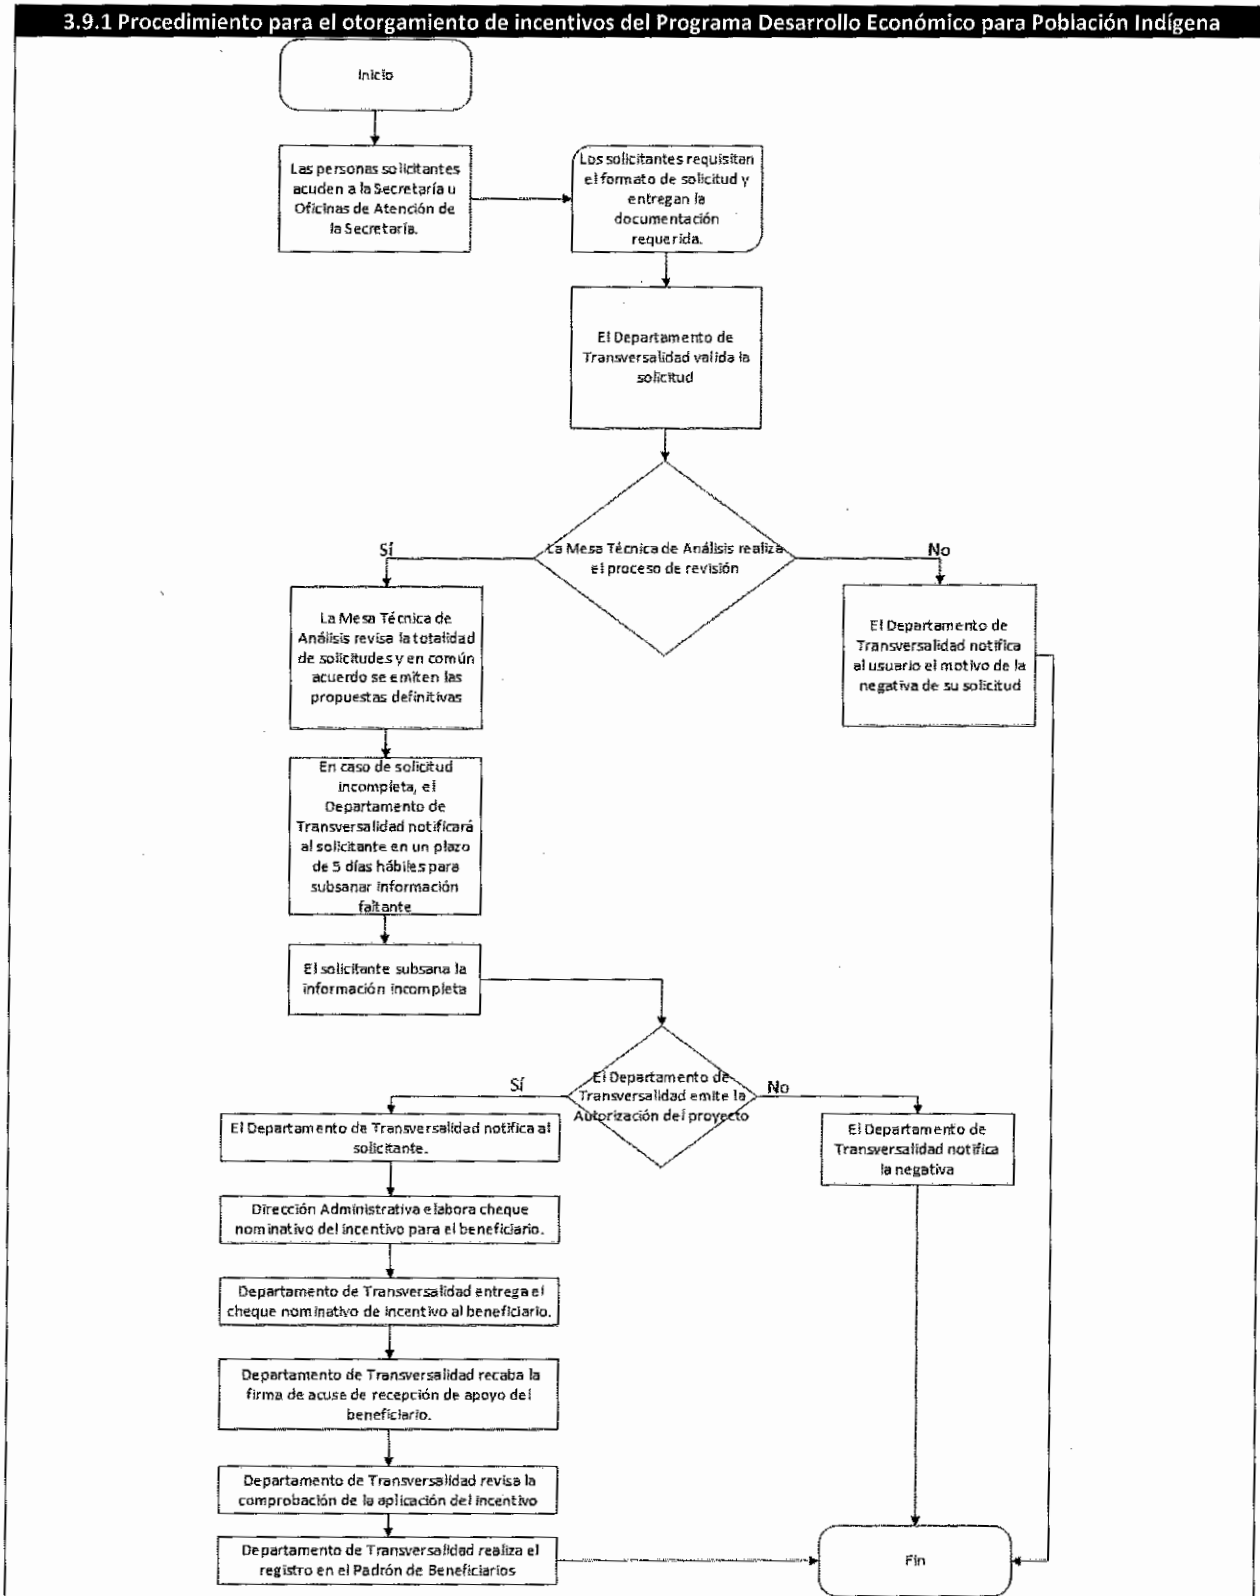 3.9.1 Procedimiento para el otorgamiento de incentivos del Programa Desarrollo Económico para Población Indígena
Inicio
Las personas solicitantes
acuden a la Secretaría u
Oficinas de Atención de
la Secretaría.
Los solicitantes requisitan
el formato de solicitud y
entregan la
documentación
requerida.
El Departamento de
Transversalidad valida la
solicitud
La Mesa Técnica de Análisis realiza
el proceso de revisión
Sí
No
La Mesa Técnica de
Análisis revisa la totalidad
de solicitudes y en común
acuerdo se emiten las
propuestas definitivas
El Departamento de
Transversalidad notifica
al usuario el motivo de la
negativa de su solicitud
En caso de solicitud
incompleta, el
Departamento de
Transversalidad notificará
al solicitante en un plazo
de 5 días hábiles para
subsanar información
faltante
El solicitante subsana la
información incompleta
El Departamento de
Transversalidad emite la
Autorización del proyecto
Sí
No
El Departamento de Transversalidad notifica al
solicitante.
El Departamento de
Transversalidad notifica
la negativa
Dirección Administrativa elabora cheque
nominativo del incentivo para el beneficiario.
Departamento de Transversalidad entrega el
cheque nominativo de incentivo al beneficiario.
Departamento de Transversalidad recaba la
firma de acuse de recepción de apoyo del
beneficiario.
Departamento de Transversalidad revisa la
comprobación de la aplicación del incentivo
Departamento de Transversalidad realiza el
registro en el Padrón de Beneficiarios
Fin